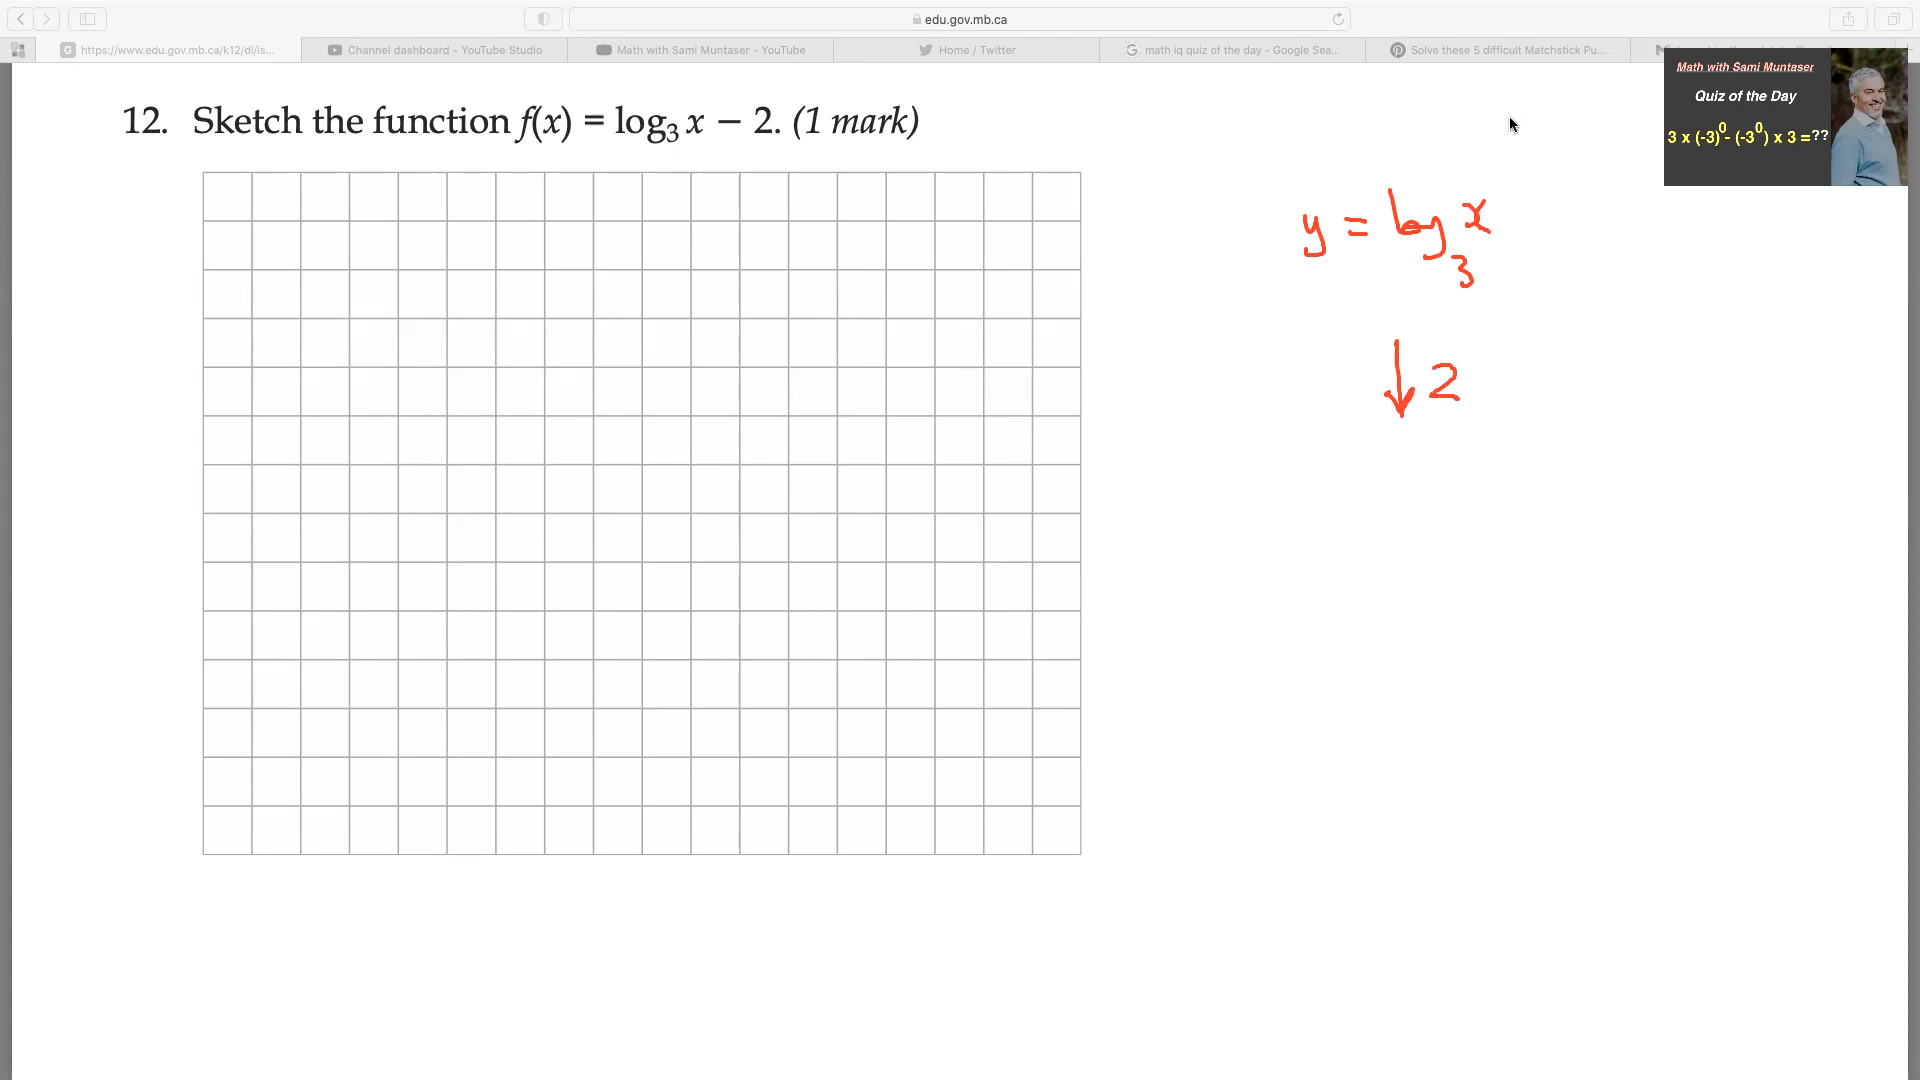 edu.gov.mb.ca
https://www.edu.gov.mb.ca/k12/dl/is...
Channel dashboard - YouTube Studio
Math with Sami Muntaser - YouTube
Home / Twitter
math iq quiz of the day - Google Sea...
Solve these 5 difficult Matchstick Pu...
Math with Sami Muntaser
Quiz of the Day
3 x (-3)⁰ - (-3⁰) x 3 = ??
12. Sketch the function f(x) = log₃ x − 2. (1 mark)
y = log₃ x
↓ 2